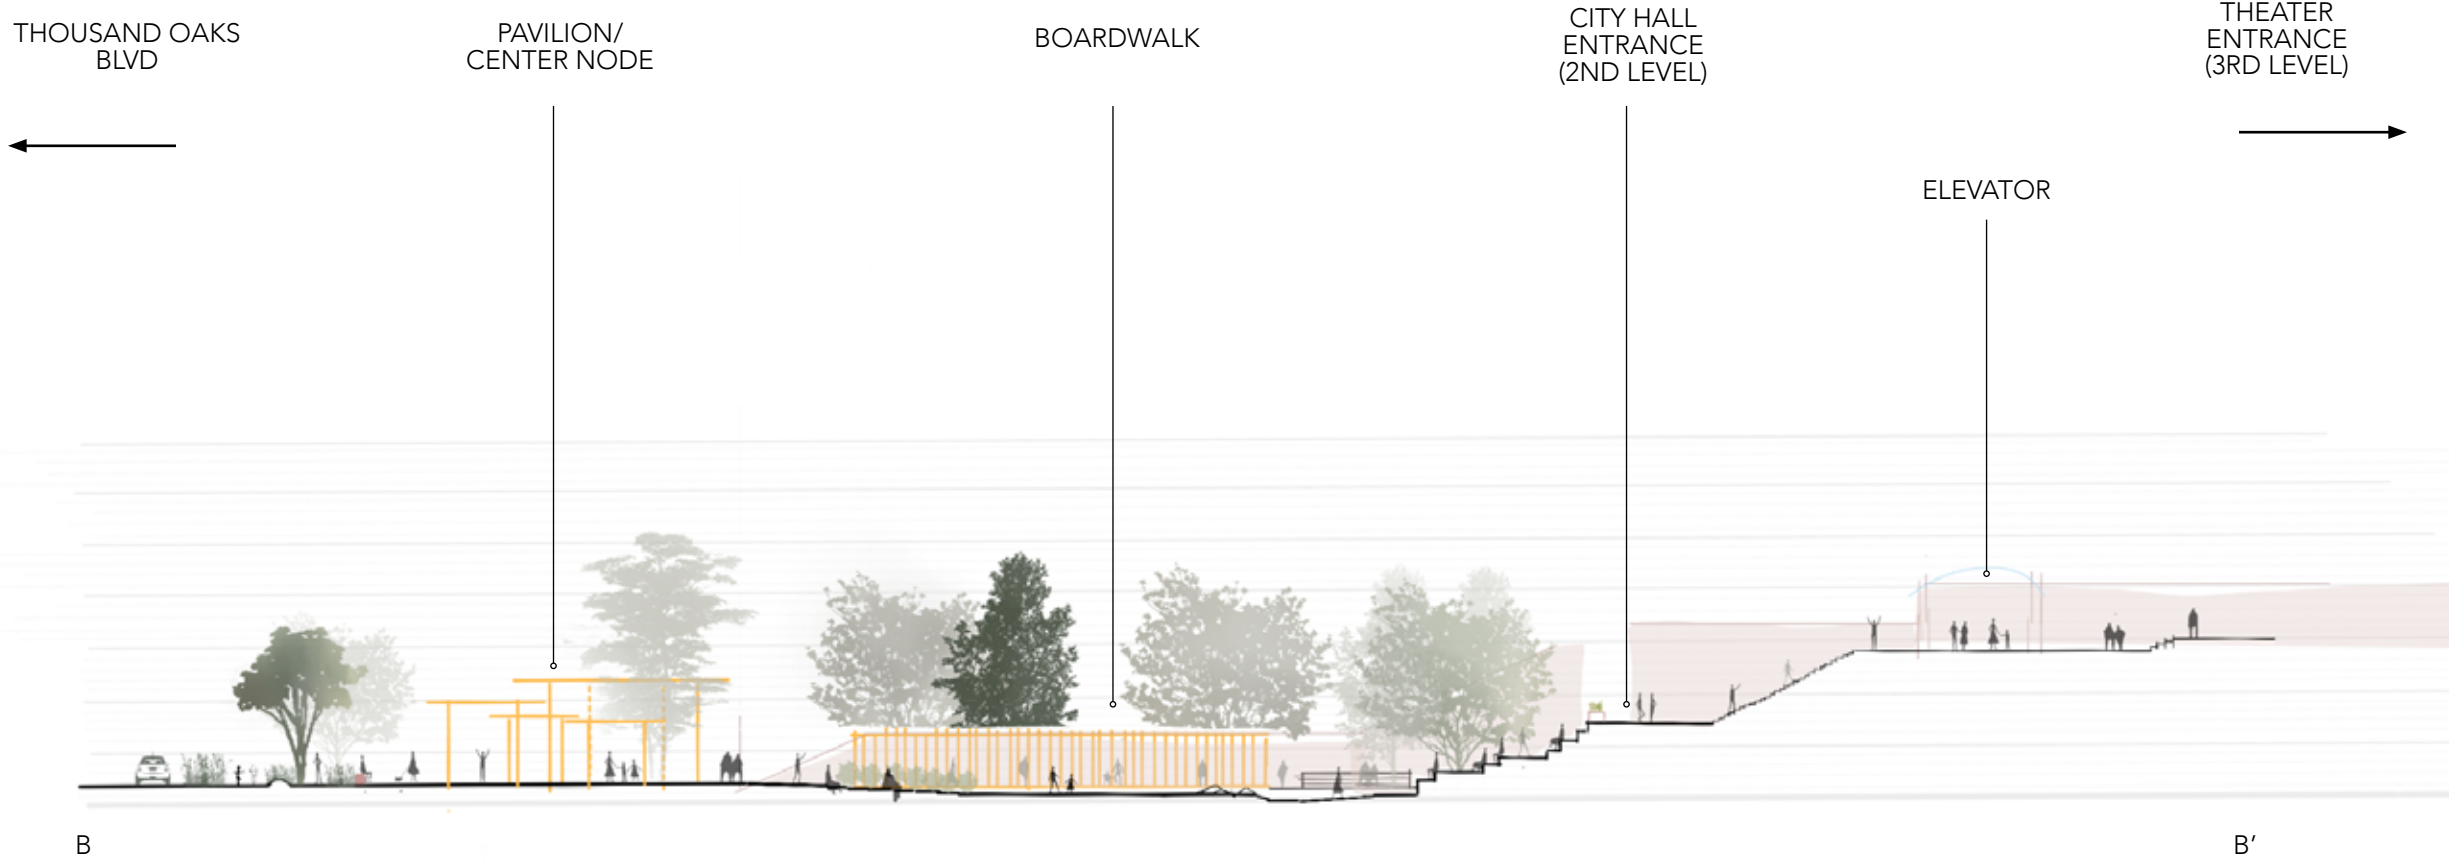 THOUSAND OAKS
BLVD
PAVILION/
CENTER NODE
BOARDWALK
CITY HALL
ENTRANCE
(2ND LEVEL)
THEATER
ENTRANCE
(3RD LEVEL)
ELEVATOR
B
B'